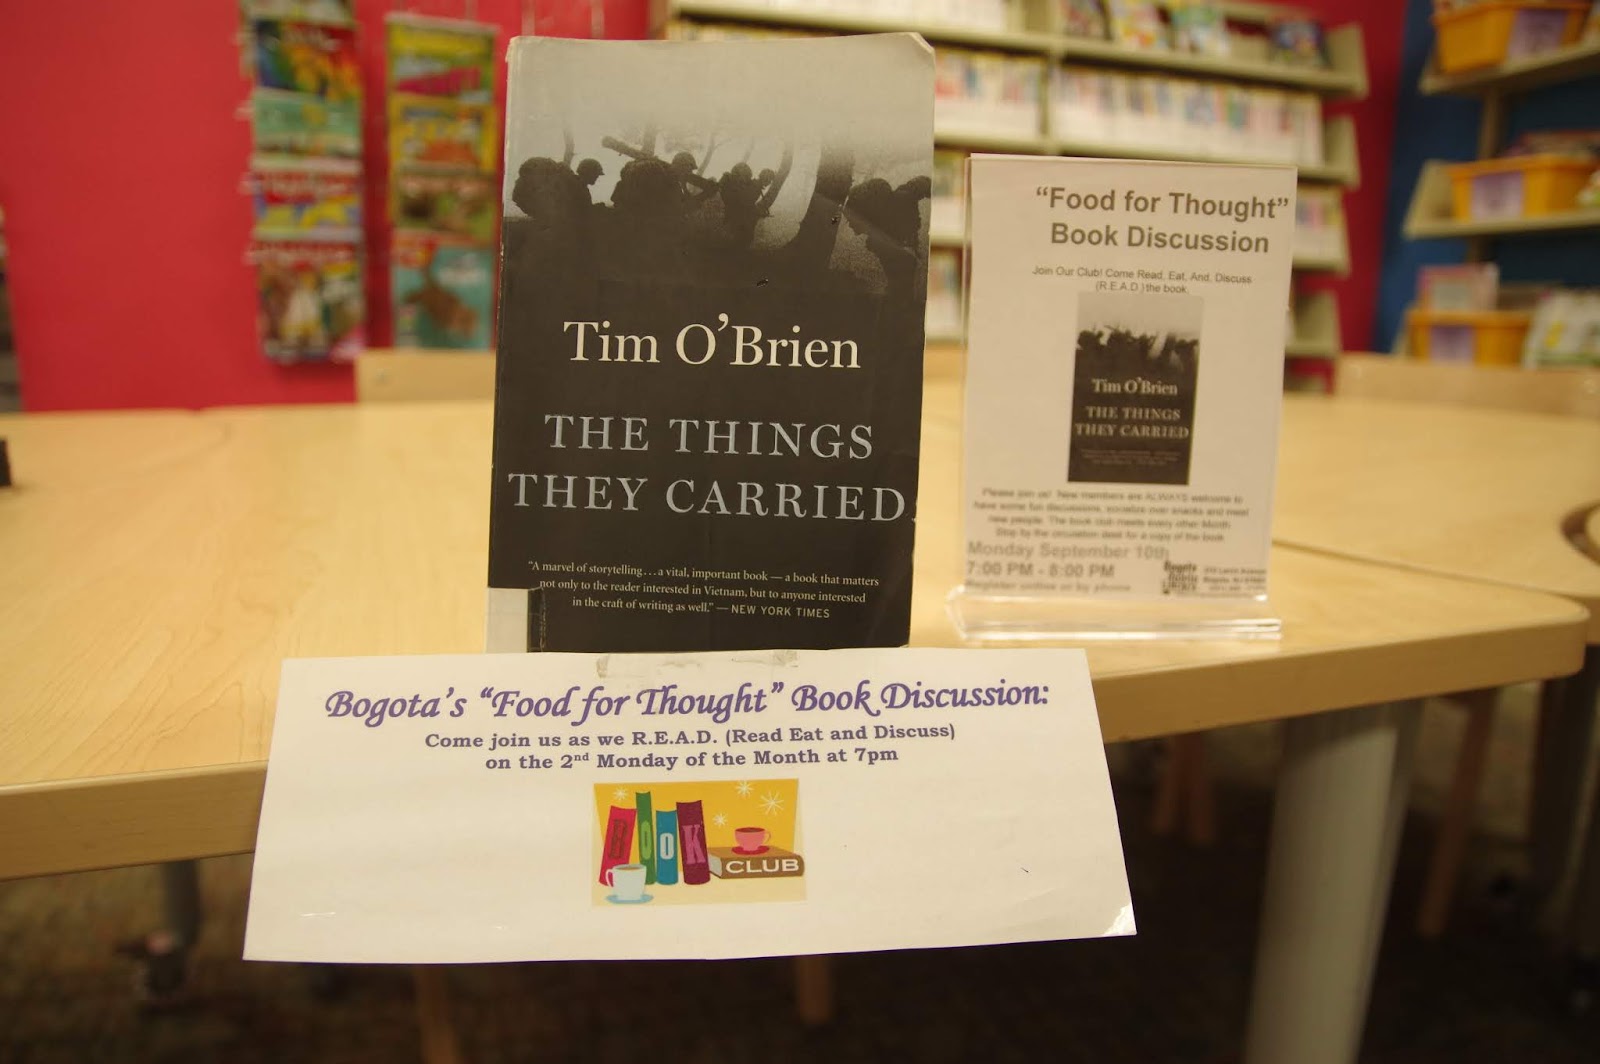 Tim O'Brien
THE THINGS
THEY CARRIED
"A marvel of storytelling . . . a vital, important book — a book that matters
not only to the reader interested in Vietnam, but to anyone interested
in the craft of writing as well." — NEW YORK TIMES
"Food for Thought"
Book Discussion
Join Our Club! Come Read, Eat, And, Discuss
(R.E.A.D.) the book.
Tim O'Brien
THE THINGS
THEY CARRIED
Please join us! New members are ALWAYS welcome to
have some fun discussions, socialize over snacks and meet
new people. The book club meets every other Month.
Stop by the circulation desk for a copy of the book.
Monday September 10th
7:00 PM - 8:00 PM
Register online or by phone
Bogota
Public
Library
Bogota's "Food for Thought" Book Discussion:
Come join us as we R.E.A.D. (Read Eat and Discuss)
on the 2nd Monday of the Month at 7pm
BOOK
CLUB